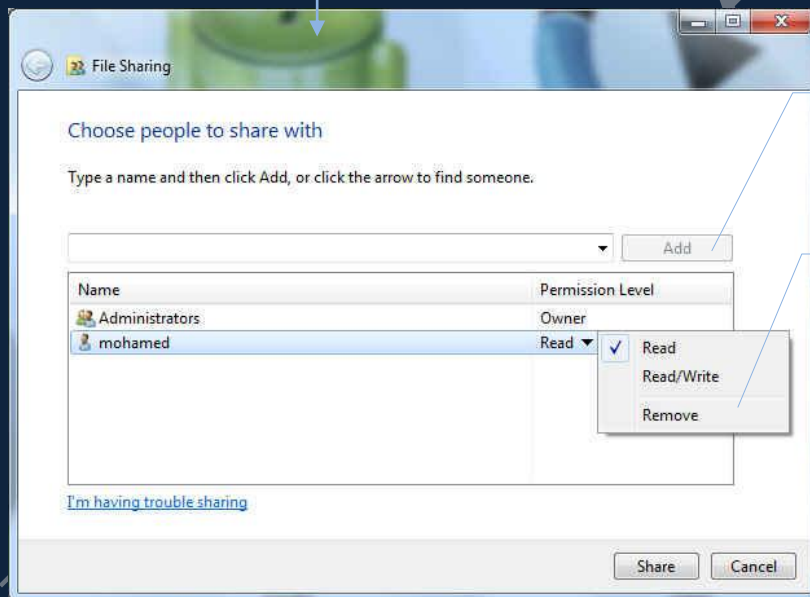 File Sharing
Choose people to share with
Type a name and then click Add, or click the arrow to find someone.
Add
Name Permission Level
Administrators Owner
mohamed Read
Read
Read/Write
Remove
I'm having trouble sharing
Share Cancel